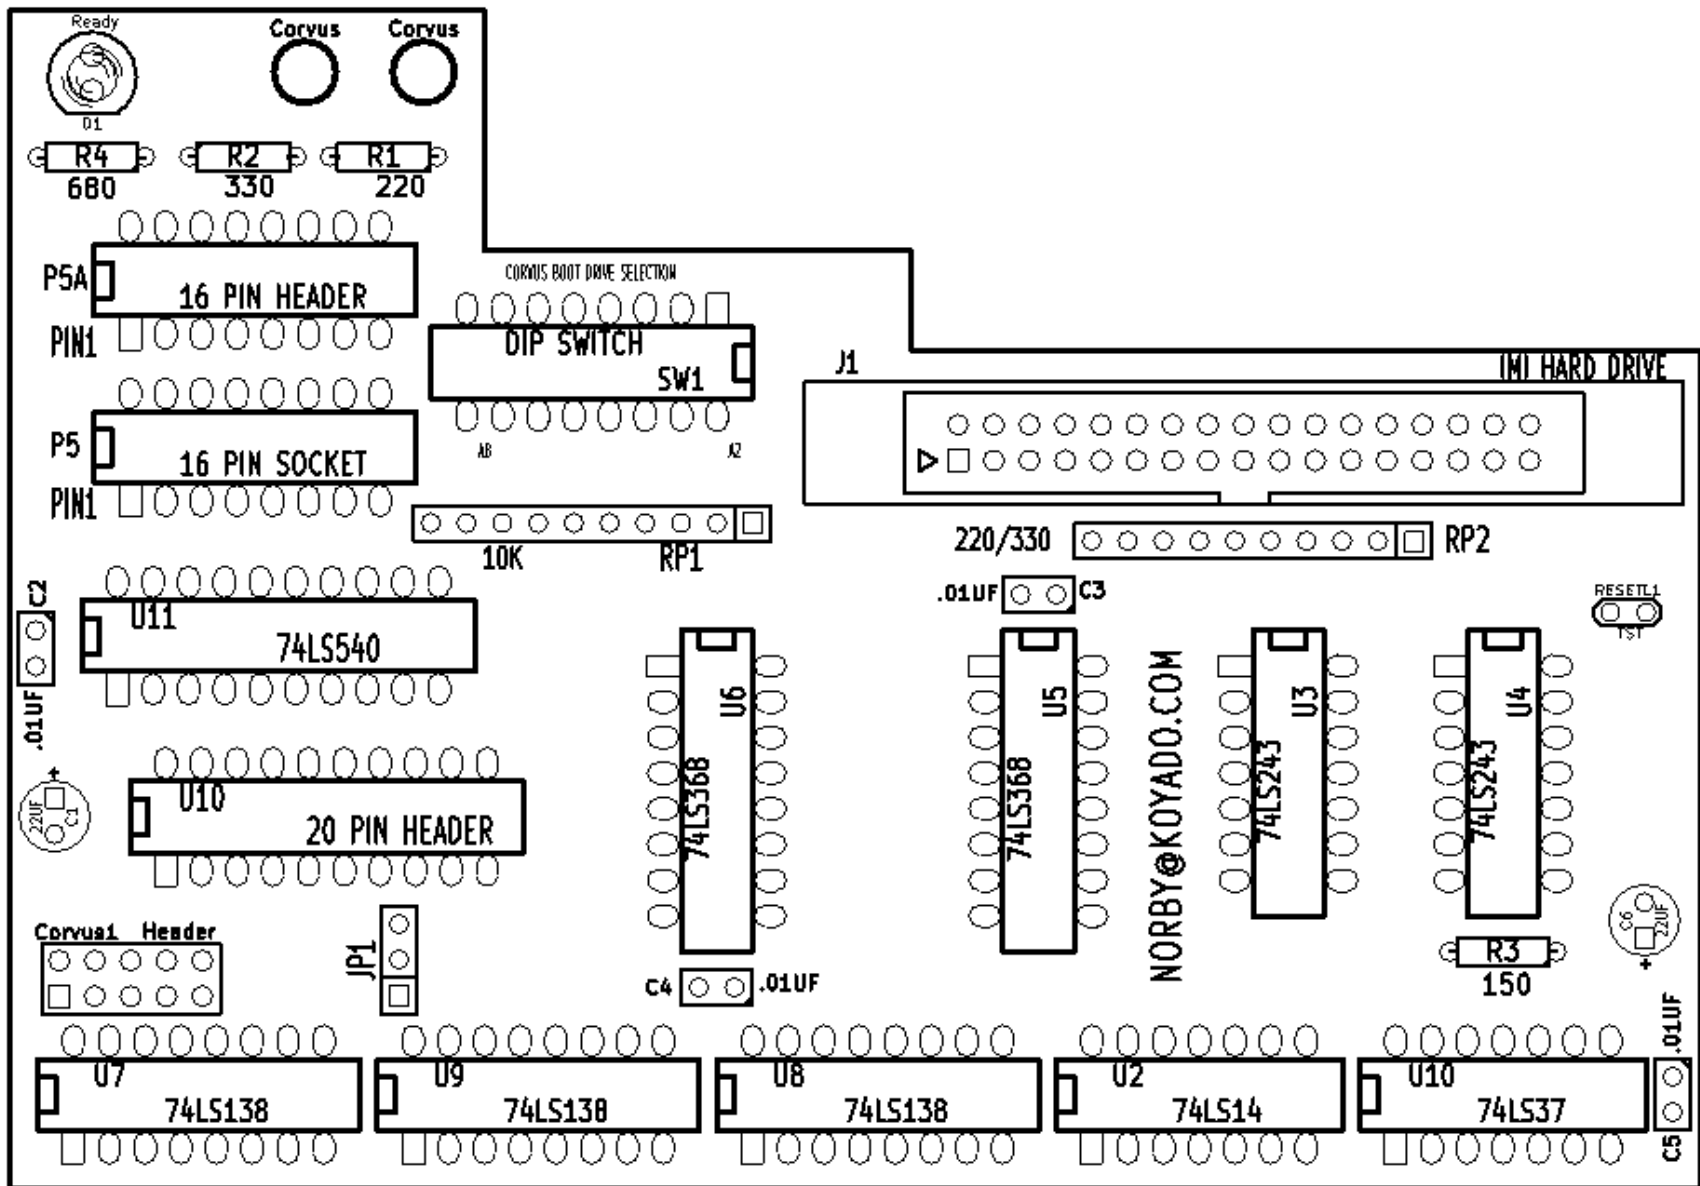 Ready
Corvus
Corvus
D1
R4
R2
R1
680
330
220
P5A
16 PIN HEADER
PIN1
CORVUS BOOT DRIVE SELECTION
DIP SWITCH
SW1
J1
IMI HARD DRIVE
P5
16 PIN SOCKET
PIN1
A8
A2
10K
RP1
220/330
RP2
C2
.01UF
U11
74LS540
.01UF
C3
RESETL1
TST
U6
74LS368
U5
74LS368
NORBY@KOYADO.COM
U3
74LS243
U4
74LS243
+
22UF
C1
U10
20 PIN HEADER
Corvus1 Header
JP1
C4
.01UF
C6
22UF
+
R3
150
U7
74LS138
U9
74LS138
U8
74LS138
U2
74LS14
U10
74LS37
.01UF
C5